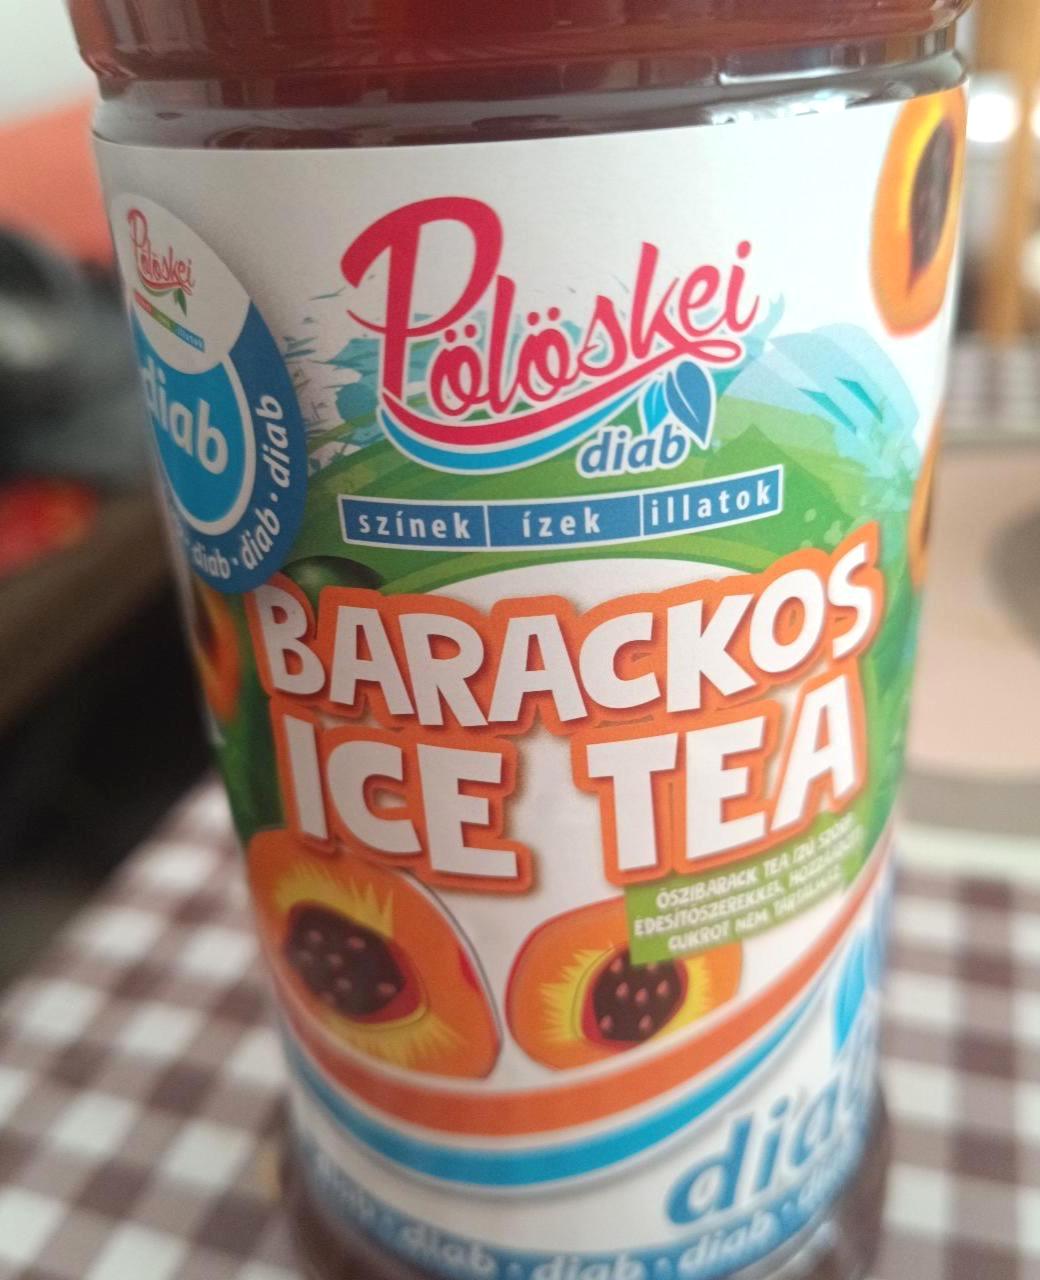 Pölöskei
diab
színek ízek illatok
BARACKOS
ICE TEA
ŐSZIBARACK TEA ÍZŰ SZÖRP
ÉDESÍTŐSZEREKKEL, HOZZÁADOTT
CUKROT NEM TARTALMAZ
Pölöskei
diab
diab · diab · diab
diab
diab · diab · diab